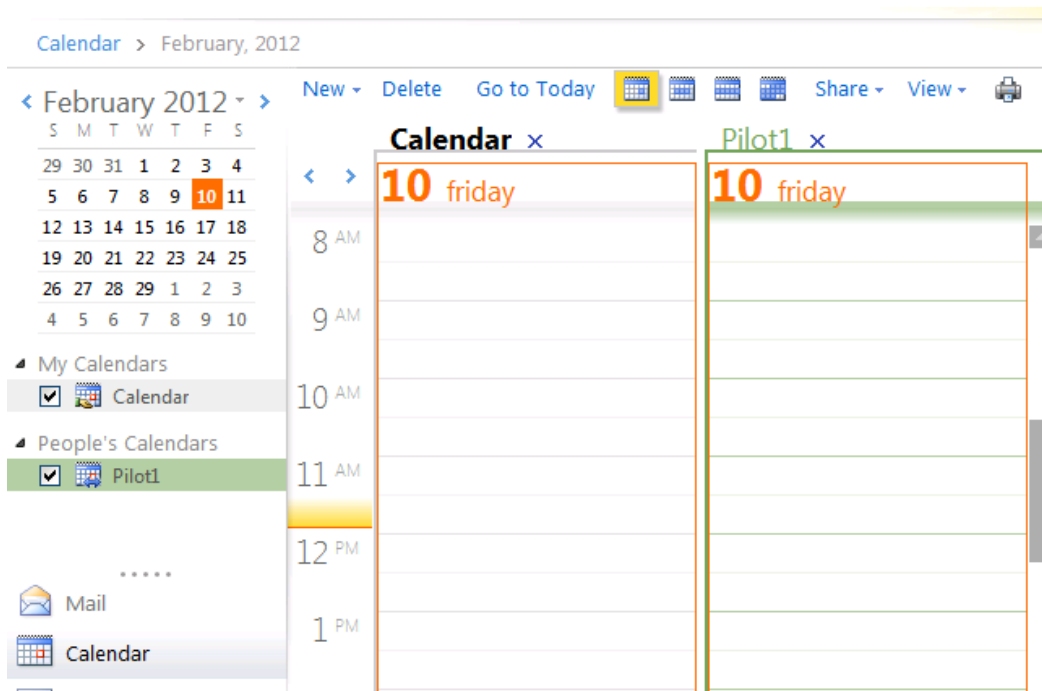 Calendar > February, 2012
February 2012
S M T W T F S
29 30 31 1 2 3 4
5 6 7 8 9 10 11
12 13 14 15 16 17 18
19 20 21 22 23 24 25
26 27 28 29 1 2 3
4 5 6 7 8 9 10
My Calendars
Calendar
People's Calendars
Pilot1
Mail
Calendar
New Delete Go to Today Share View
Calendar x Pilot1 x
10 friday 10 friday
8 AM
9 AM
10 AM
11 AM
12 PM
1 PM